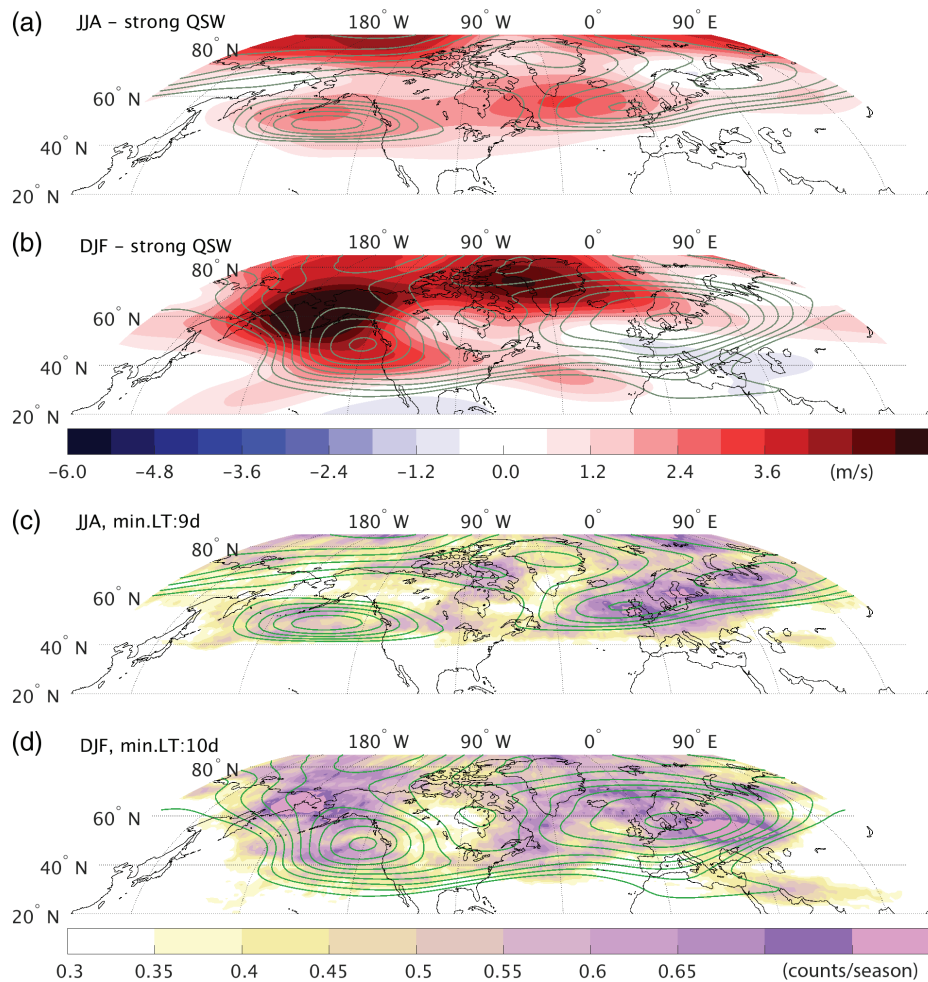 (a) JJA – strong QSW 180° W 90° W 0° 90° E
80° N
60° N
40° N
20° N
(b) DJF – strong QSW 180° W 90° W 0° 90° E
80° N
60° N
40° N
20° N
−6.0 −4.8 −3.6 −2.4 −1.2 0.0 1.2 2.4 3.6 (m/s)
(c) JJA, min.LT:9d 180° W 90° W 0° 90° E
80° N
60° N
40° N
20° N
(d) DJF, min.LT:10d 180° W 90° W 0° 90° E
80° N
60° N
40° N
20° N
0.3 0.35 0.4 0.45 0.5 0.55 0.6 0.65 (counts/season)